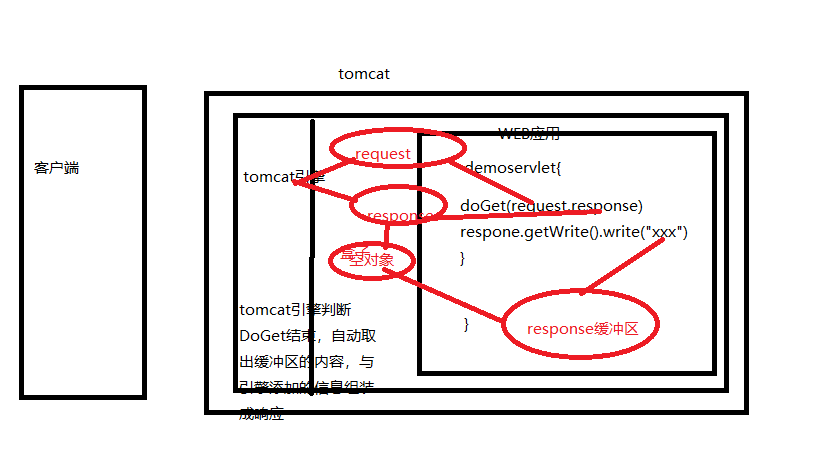 tomcat
客户端
tomcat引擎
request
response
盒子
空对象
WEB应用
demoservlet{
doGet(request.response)
respone.getWrite().write("xxx")
}
}
response缓冲区
tomcat引擎判断
DoGet结束，自动取
出缓冲区的内容，与
引擎添加的信息组装
成响应